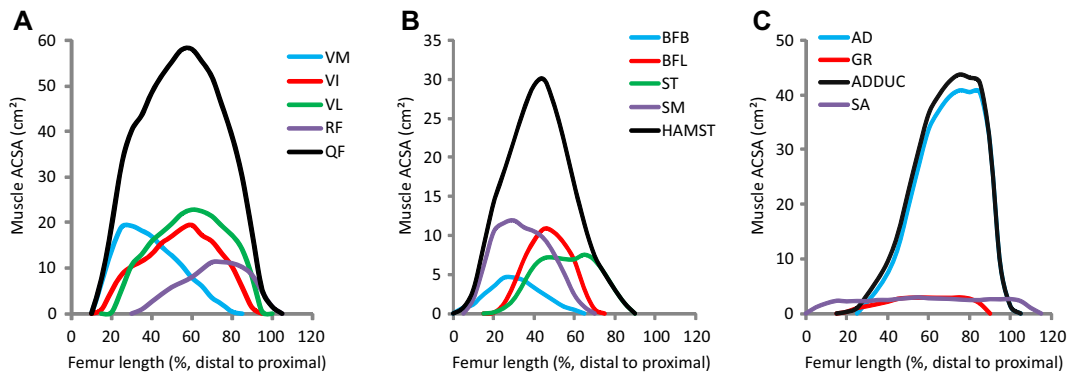 A
Muscle ACSA (cm²)
60
50
40
30
20
10
0
0 20 40 60 80 100 120
Femur length (%, distal to proximal)
VM
VI
VL
RF
QF
B
Muscle ACSA (cm²)
35
30
25
20
15
10
5
0
0 20 40 60 80 100 120
Femur length (%, distal to proximal)
BFB
BFL
ST
SM
HAMST
C
Muscle ACSA (cm²)
50
40
30
20
10
0
0 20 40 60 80 100 120
Femur length (%, distal to proximal)
AD
GR
ADDUC
SA